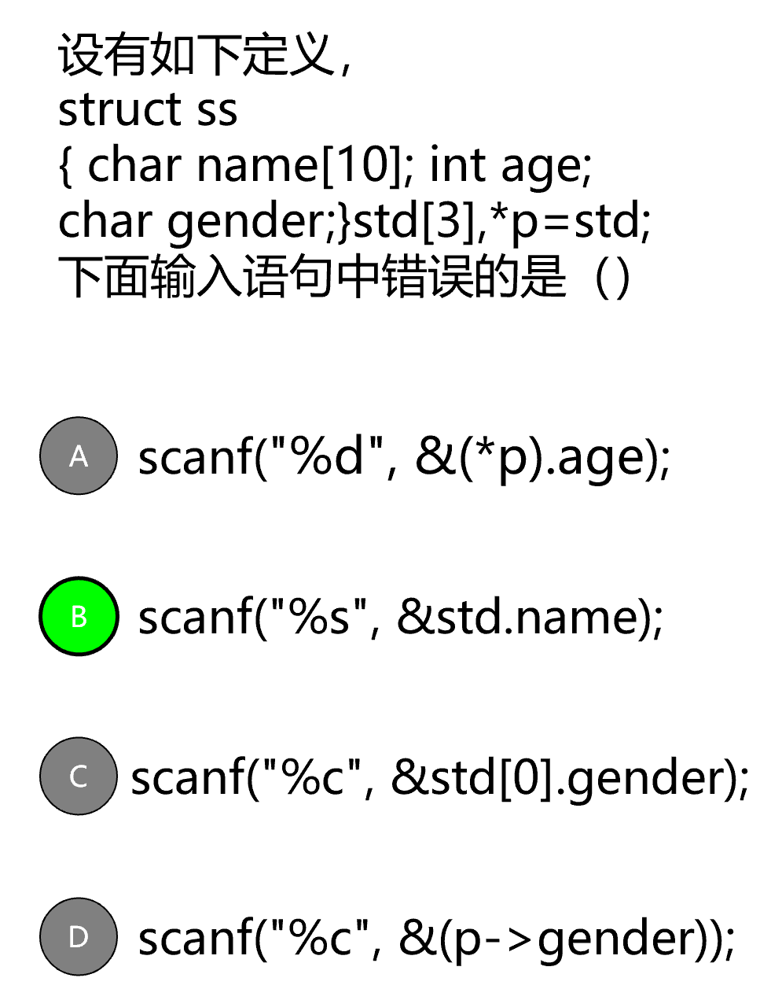 设有如下定义，
struct ss
{ char name[10]; int age;
char gender;}std[3],*p=std;
下面输入语句中错误的是（）
A scanf("%d", &(*p).age);
B scanf("%s", &std.name);
C scanf("%c", &std[0].gender);
D scanf("%c", &(p->gender));